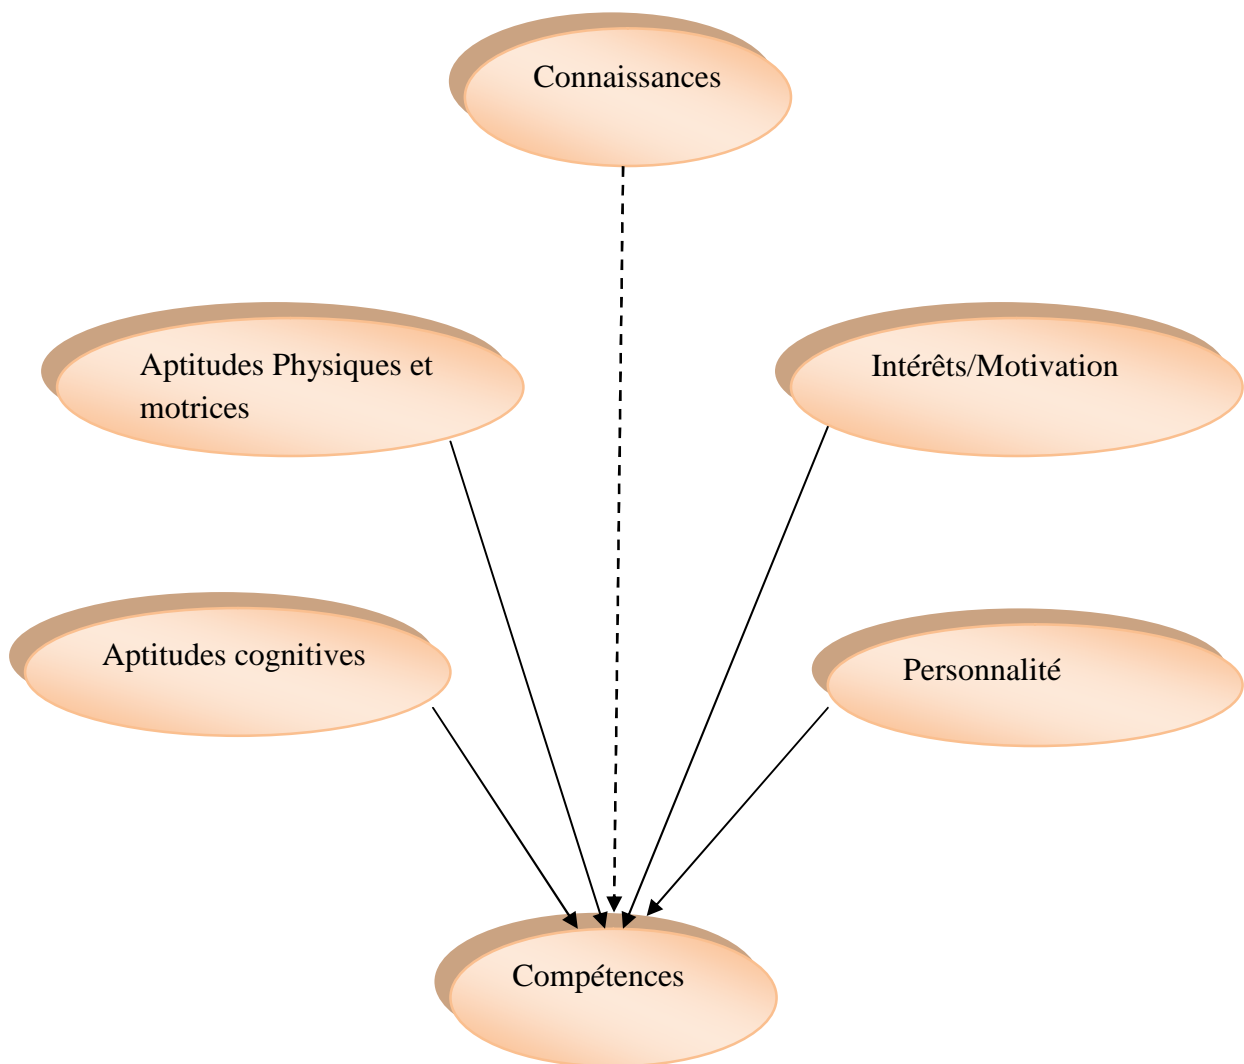 Connaissances
Aptitudes Physiques et
motrices
Intérêts/Motivation
Aptitudes cognitives
Personnalité
Compétences